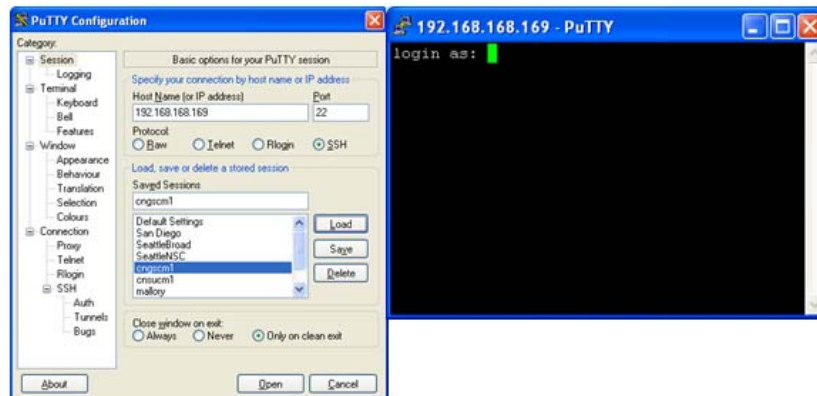 PuTTY Configuration
Category:
Session
Logging
Terminal
Keyboard
Bell
Features
Window
Appearance
Behaviour
Translation
Selection
Colours
Connection
Proxy
Telnet
Rlogin
SSH
Auth
Tunnels
Bugs
Basic options for your PuTTY session
Specify your connection by host name or IP address
Host Name (or IP address) Port
192.168.168.169 22
Protocol:
Raw Telnet Rlogin SSH
Load, save or delete a stored session
Saved Sessions
cngscm1
Default Settings
San Diego
SeattleBroad
SeattleNSC
cngscm1
cnsucm1
mallory
Load
Save
Delete
Close window on exit:
Always Never Only on clean exit
About Open Cancel
192.168.168.169 - PuTTY
login as: